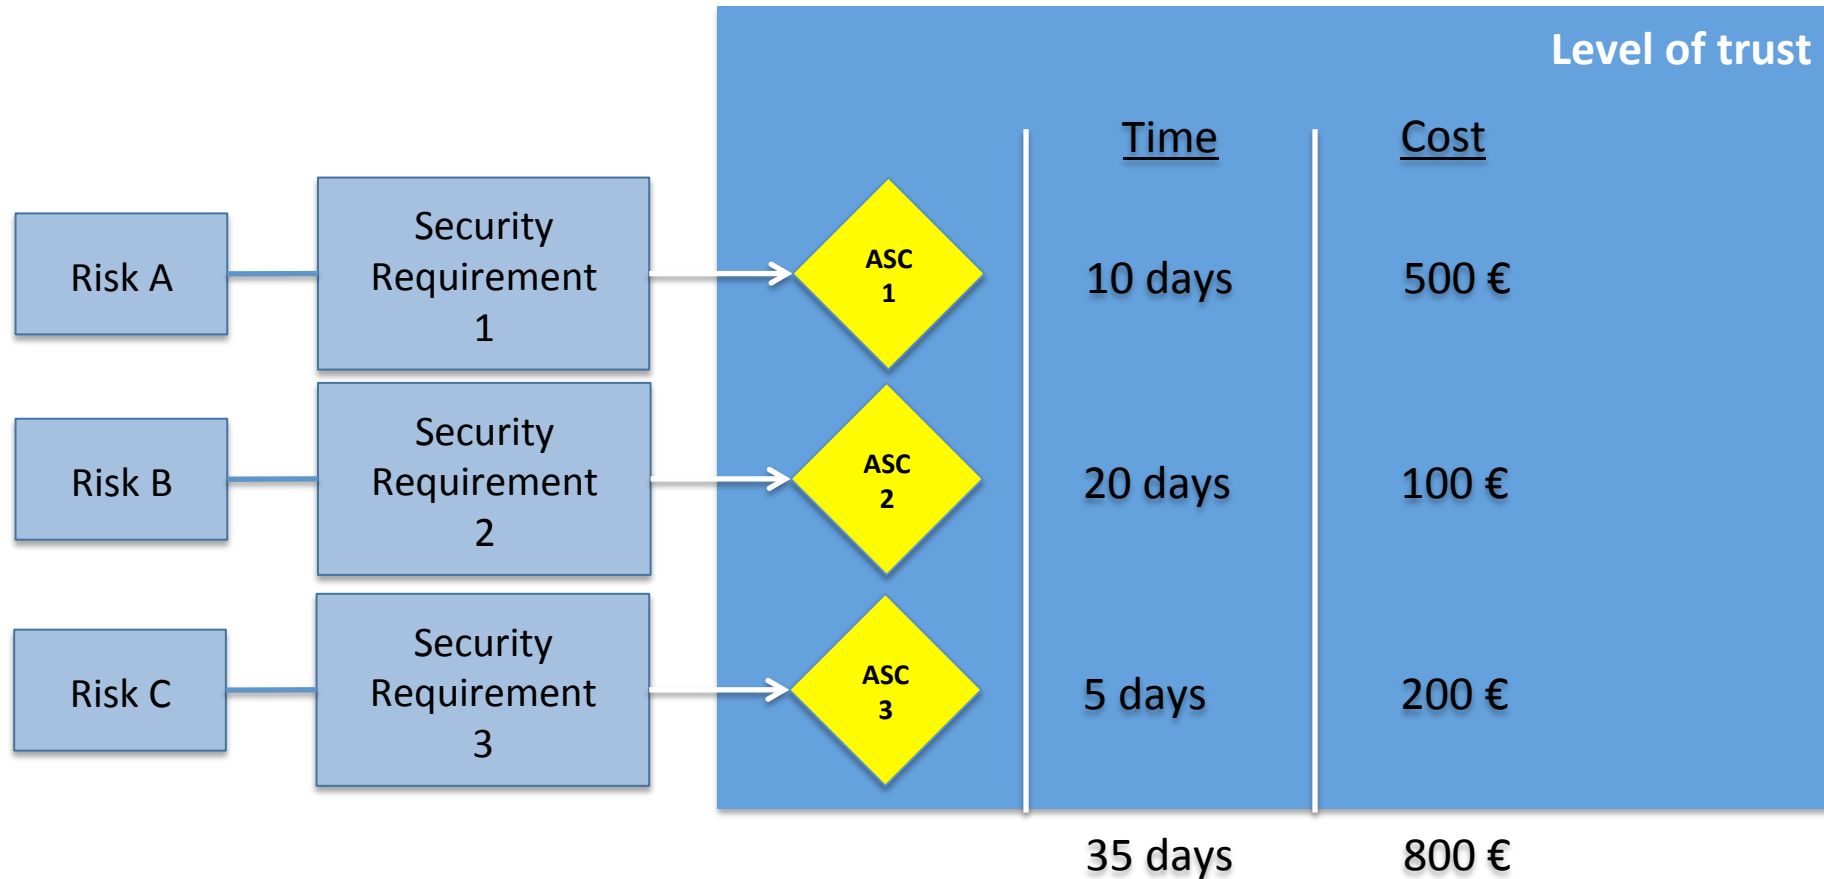 Level of trust
Time
Cost
Risk A
Security
Requirement
1
ASC
1
10 days
500 €
Risk B
Security
Requirement
2
ASC
2
20 days
100 €
Risk C
Security
Requirement
3
ASC
3
5 days
200 €
35 days
800 €